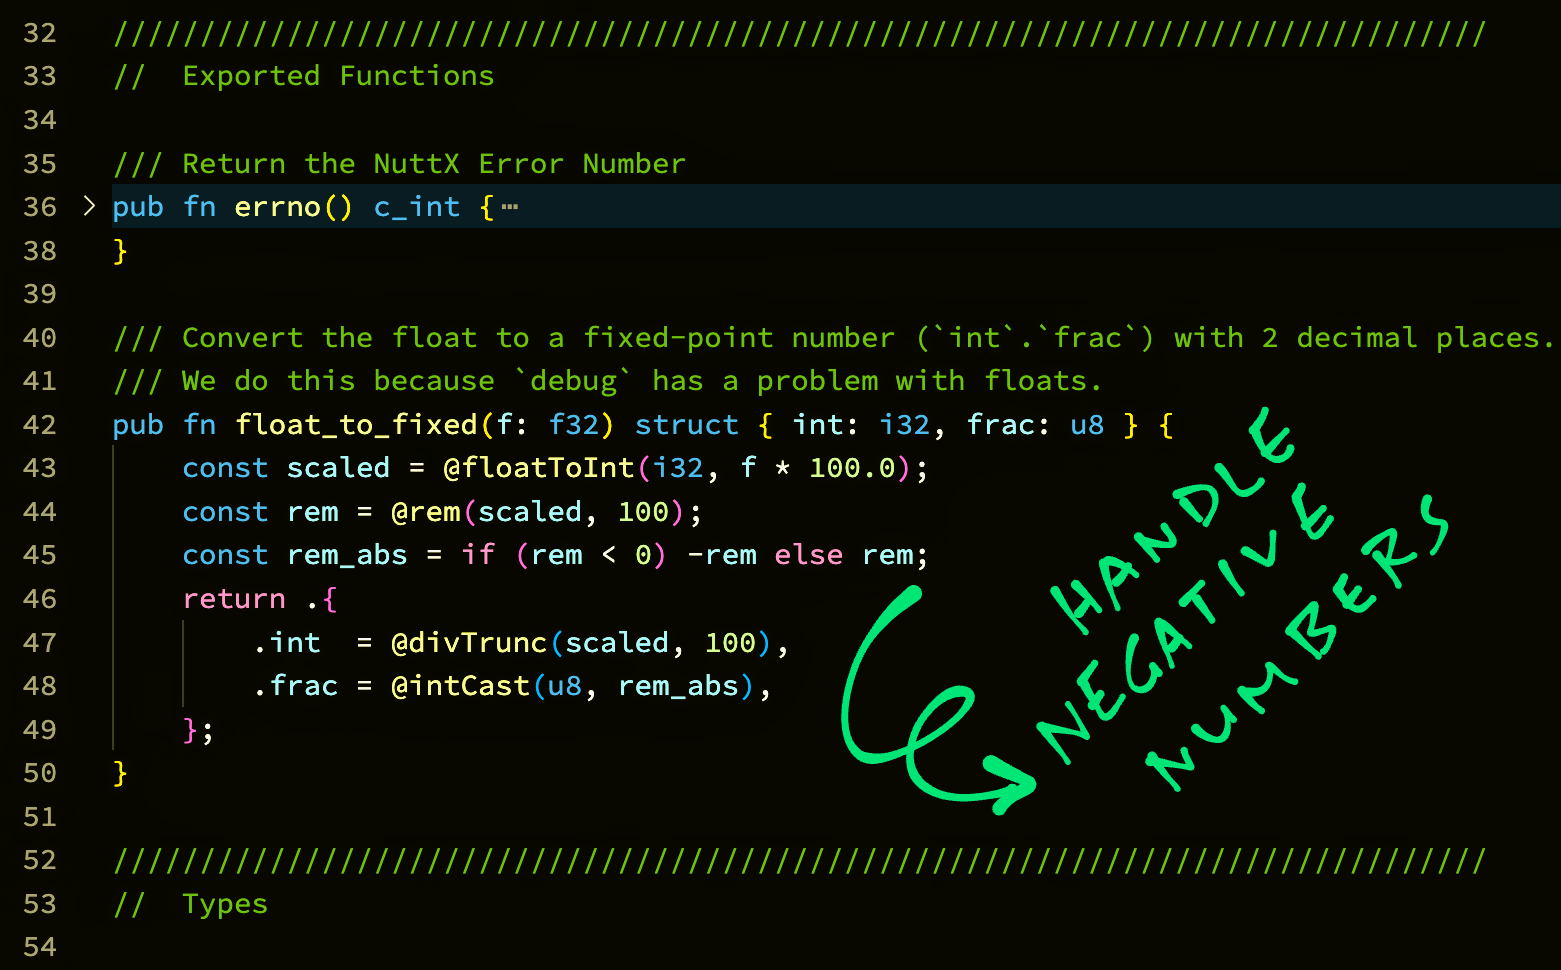 32 ///////////////////////////////////////////////////////////////////////////////
33 //  Exported Functions
34
35 /// Return the NuttX Error Number
36 > pub fn errno() c_int {⋯
38 }
39
40 /// Convert the float to a fixed-point number (`int`.`frac`) with 2 decimal places.
41 /// We do this because `debug` has a problem with floats.
42 pub fn float_to_fixed(f: f32) struct { int: i32, frac: u8 } {
43     const scaled = @floatToInt(i32, f * 100.0);
44     const rem = @rem(scaled, 100);
45     const rem_abs = if (rem < 0) -rem else rem;
46     return .{
47         .int  = @divTrunc(scaled, 100),
48         .frac = @intCast(u8, rem_abs),
49     };
50 }
51
52 ///////////////////////////////////////////////////////////////////////////////
53 //  Types
54
HANDLE
NEGATIVE
NUMBERS